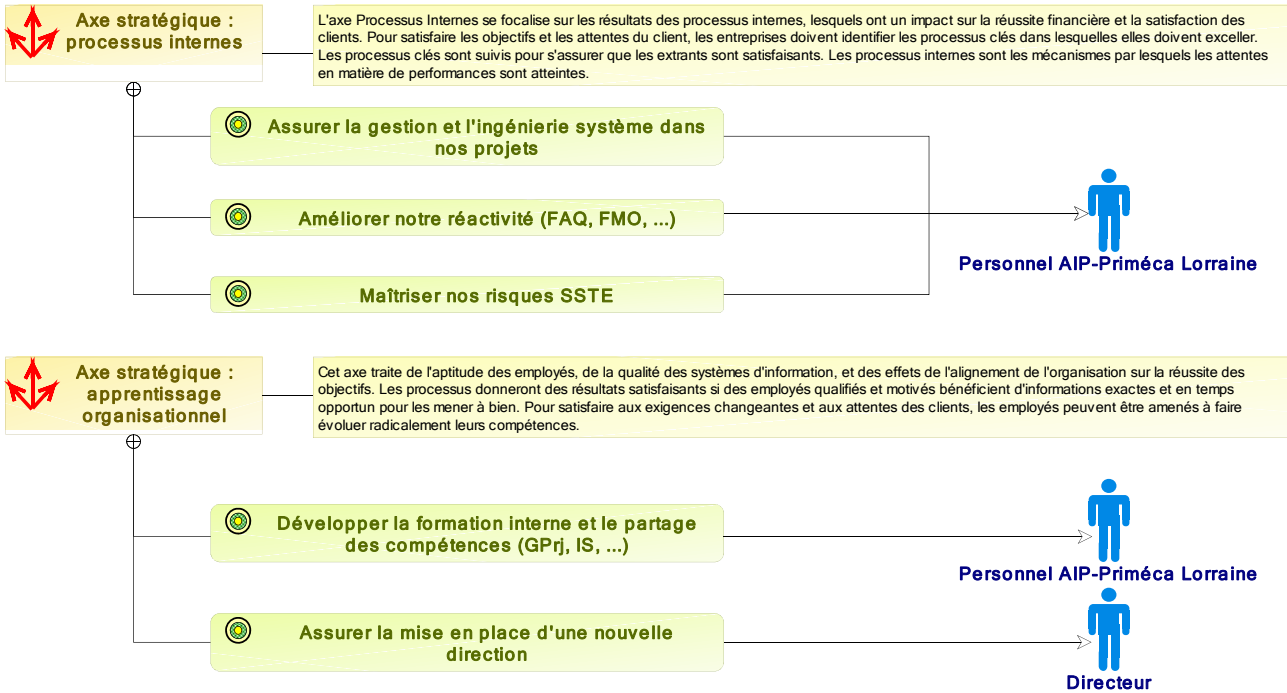 Axe stratégique :
processus internes
L'axe Processus Internes se focalise sur les résultats des processus internes, lesquels ont un impact sur la réussite financière et la satisfaction des
clients. Pour satisfaire les objectifs et les attentes du client, les entreprises doivent identifier les processus clés dans lesquelles elles doivent exceller.
Les processus clés sont suivis pour s'assurer que les extrants sont satisfaisants. Les processus internes sont les mécanismes par lesquels les attentes
en matière de performances sont atteintes.
Assurer la gestion et l'ingénierie système dans
nos projets
Améliorer notre réactivité (FAQ, FMO, ...)
Maîtriser nos risques SSTE
Personnel AIP-Priméca Lorraine
Axe stratégique :
apprentissage
organisationnel
Cet axe traite de l'aptitude des employés, de la qualité des systèmes d'information, et des effets de l'alignement de l'organisation sur la réussite des
objectifs. Les processus donneront des résultats satisfaisants si des employés qualifiés et motivés bénéficient d'informations exactes et en temps
opportun pour les mener à bien. Pour satisfaire aux exigences changeantes et aux attentes des clients, les employés peuvent être amenés à faire
évoluer radicalement leurs compétences.
Développer la formation interne et le partage
des compétences (GPrj, IS, ...)
Personnel AIP-Priméca Lorraine
Assurer la mise en place d'une nouvelle
direction
Directeur